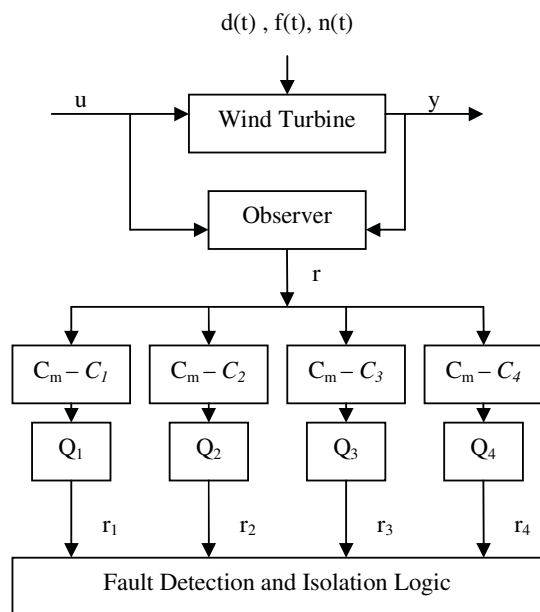 d(t) , f(t), n(t)
u
Wind Turbine
y
Observer
r
Cₘ – C₁
Cₘ – C₂
Cₘ – C₃
Cₘ – C₄
Q₁
Q₂
Q₃
Q₄
r₁
r₂
r₃
r₄
Fault Detection and Isolation Logic